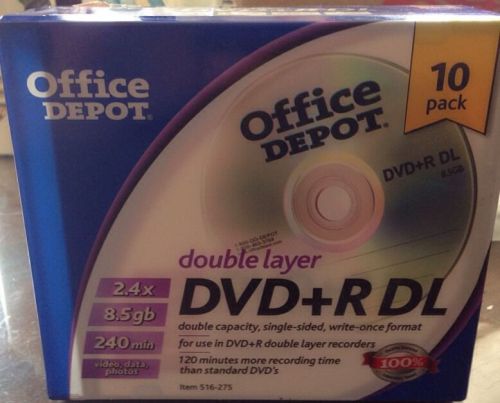 Office
DEPOT®
10
pack
Office
DEPOT®
DVD+R DL
8.5GB
double layer
DVD+R DL
2.4x
8.5gb
240 min
video, data,
photos
double capacity, single-sided, write-once format
for use in DVD+R double layer recorders
120 minutes more recording time
than standard DVD's
Item 516-275
100%